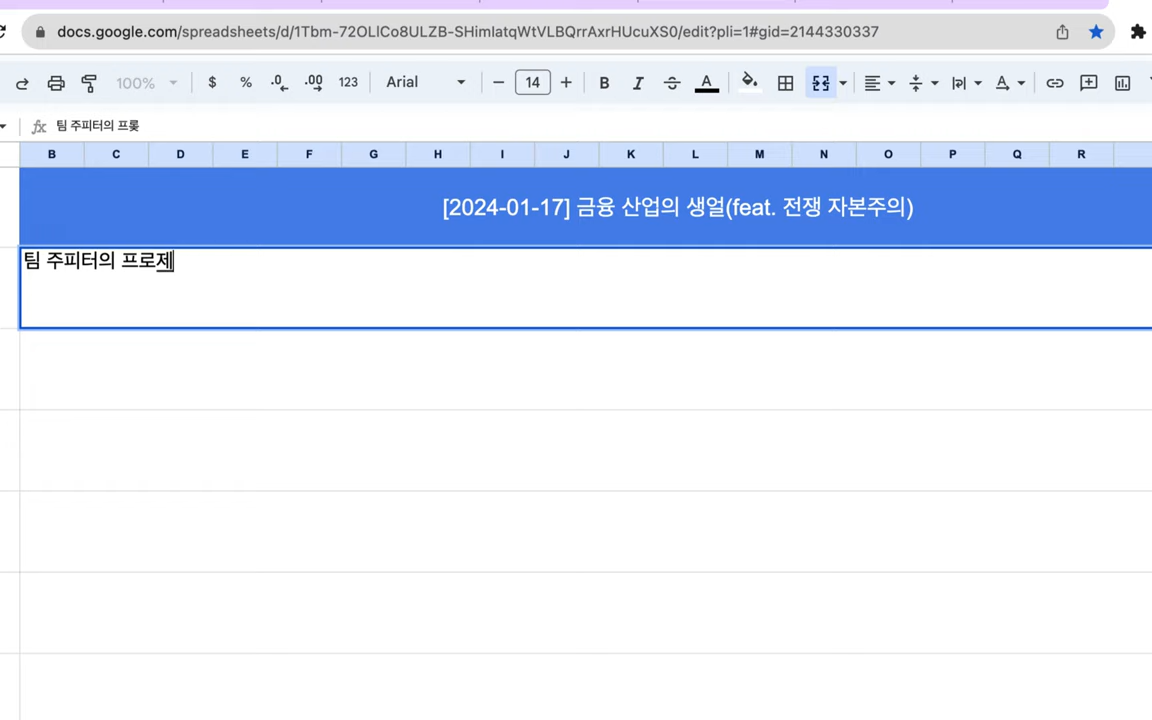 docs.google.com/spreadsheets/d/1Tbm-72OLlCo8ULZB-SHimlatqWtVLBQrrAxrHUcuXS0/edit?pli=1#gid=2144330337
100% $ % .0 .00 123 Arial 14 B I S A A
fx 팀 주피터의 프롲
B C D E F G H I J K L M N O P Q R
[2024-01-17] 금융 산업의 생얼(feat. 전쟁 자본주의)
팀 주피터의 프로제